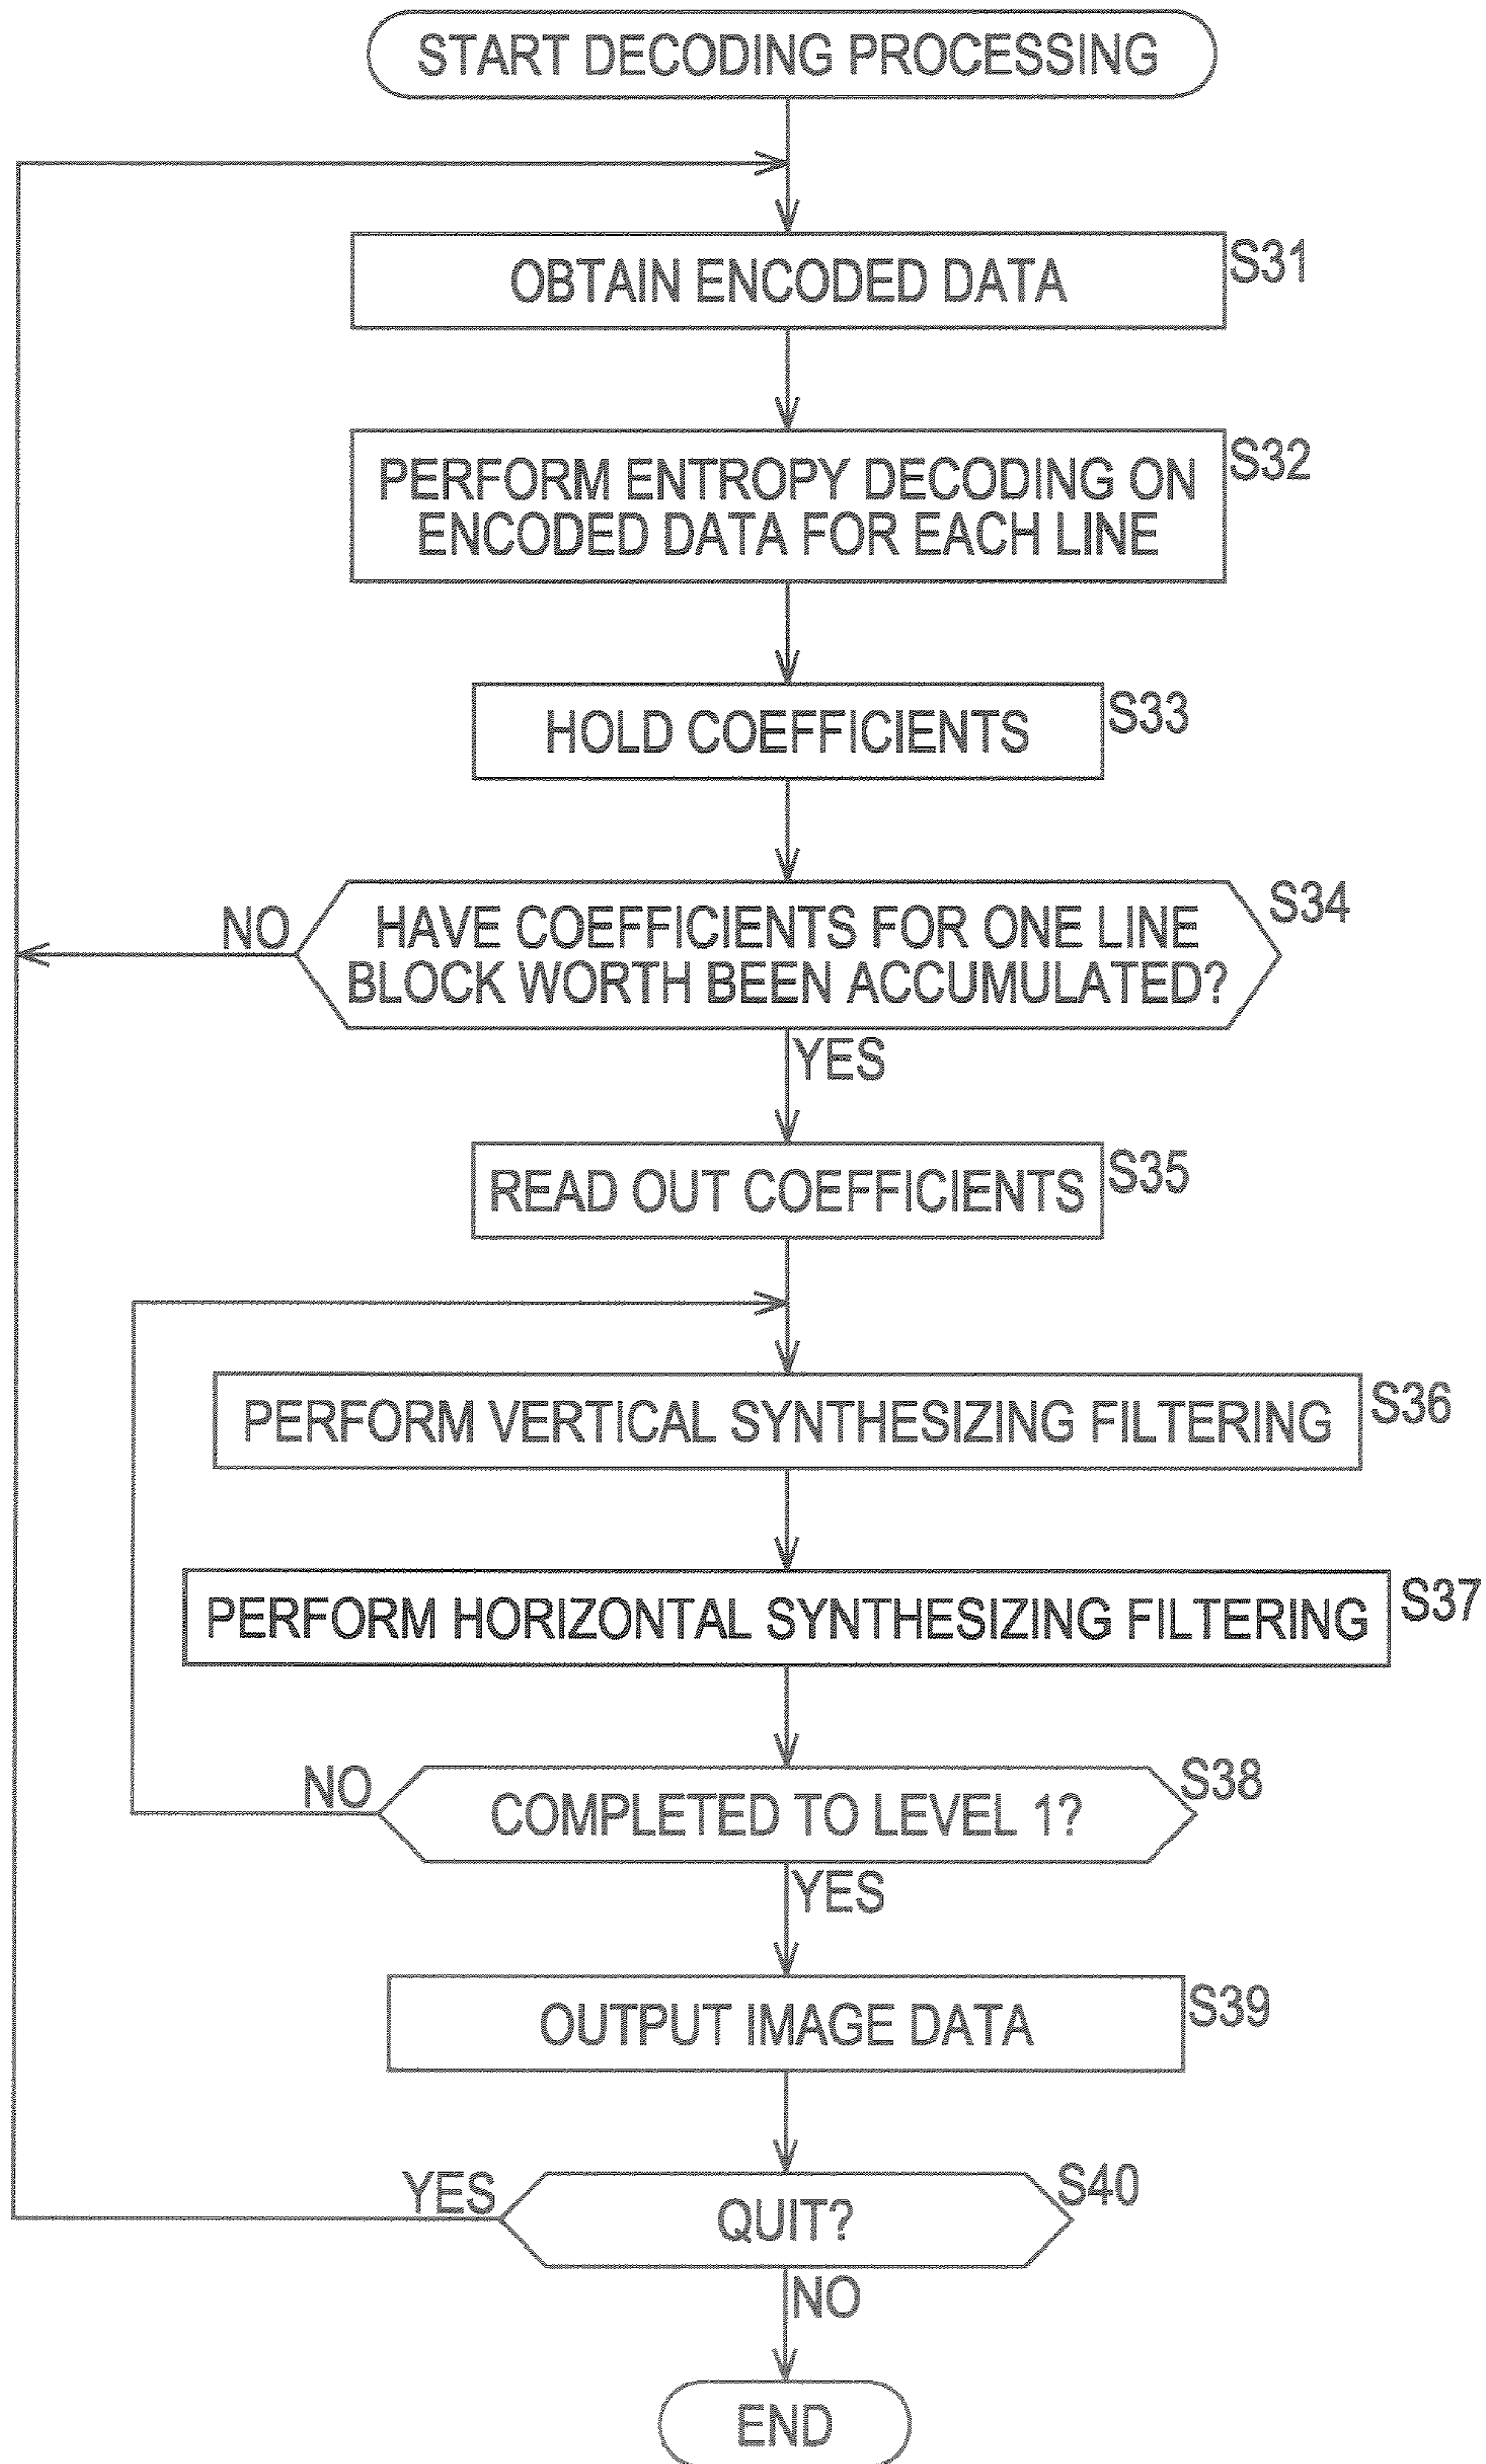 START DECODING PROCESSING
OBTAIN ENCODED DATA
S31
PERFORM ENTROPY DECODING ON
ENCODED DATA FOR EACH LINE
S32
HOLD COEFFICIENTS
S33
HAVE COEFFICIENTS FOR ONE LINE
BLOCK WORTH BEEN ACCUMULATED?
S34
NO
YES
READ OUT COEFFICIENTS
S35
PERFORM VERTICAL SYNTHESIZING FILTERING
S36
PERFORM HORIZONTAL SYNTHESIZING FILTERING
S37
COMPLETED TO LEVEL 1?
S38
NO
YES
OUTPUT IMAGE DATA
S39
QUIT?
S40
YES
NO
END